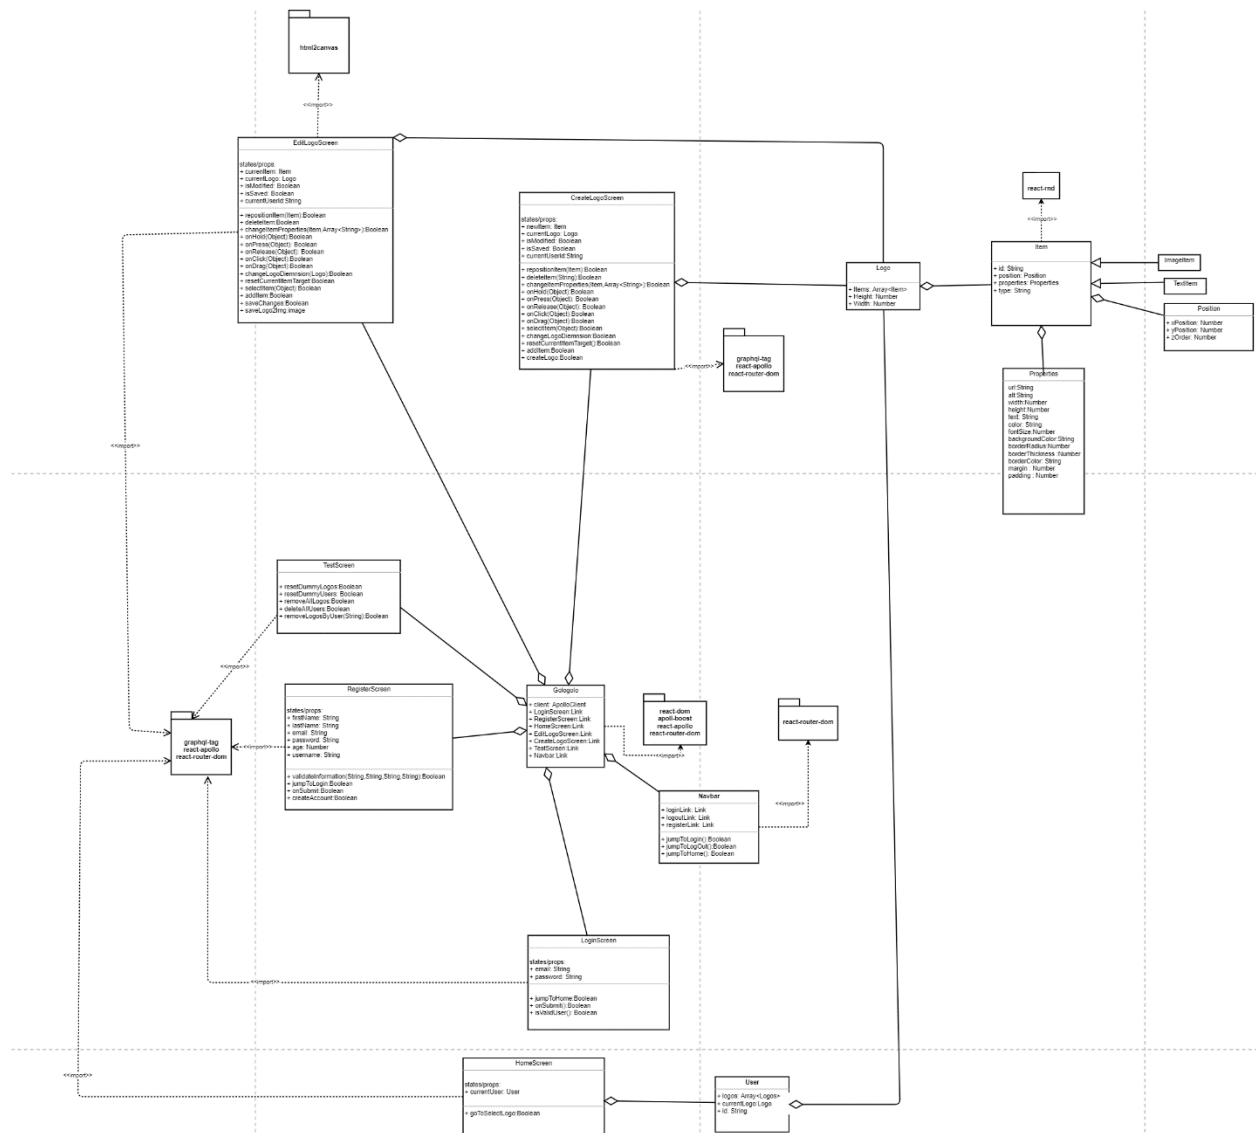 html2canvas
<<import>>
EditLogoScreen
states/props:
+ currentItem: Item
+ currentLogo: Logo
+ isModified: Boolean
+ isSaved: Boolean
+ currentUserId:String
+ repositionItem(Item):Boolean
+ deleteItem:Boolean
+ changeItemProperties(Item,Array<String>):Boolean
+ onHold(Object):Boolean
+ onPress(Object): Boolean
+ onRelease(Object): Boolean
+ onClick(Object):Boolean
+ onDrag(Object):Boolean
+ changeLogoDiemnsion(Logo):Boolean
+ resetCurrentItemTarget:Boolean
+ selectItem(Object):Boolean
+ addItem:Boolean
+ saveChanges:Boolean
+ saveLogo2Img:image
CreateLogoScreen
states/props:
+ newItem: Item
+ currentLogo: Logo
+ isModified: Boolean
+ isSaved: Boolean
+ currentUserId:String
+ repositionItem(Item):Boolean
+ deleteItem(String):Boolean
+ changeItemProperties(Item,Array<String>):Boolean
+ onHold(Object):Boolean
+ onPress(Object): Boolean
+ onRelease(Object): Boolean
+ onClick(Object):Boolean
+ onDrag(Object):Boolean
+ selectItem(Object):Boolean
+ changeLogoDiemnsion:Boolean
+ resetCurrentItemTarget():Boolean
+ addItem:Boolean
+ createLogo:Boolean
react-rnd
<<import>>
Item
+ id: String
+ position: Position
+ properties: Properties
+ type: String
ImageItem
TextItem
Logo
+ Items: Array<Item>
+ Height: Number
+ Width: Number
Position
+ xPosition: Number
+ yPosition: Number
+ zOrder: Number
<<import>>
graphql-tag
react-apollo
react-router-dom
Properties
url:String
alt:String
width:Number
height:Number
text: String
color: String
fontSize:Number
backgroundColor:String
borderRadius:Number
borderThickness :Number
borderColor: String
margin : Number
padding : Number
<<import>>
TestScreen
+ resetDummyLogos:Boolean
+ resetDummyUsers: Boolean
+ removeAllLogos:Boolean
+ deleteAllUsers: Boolean
+ removeLogosByUser(String):Boolean
<<import>>
RegisterScreen
states/props:
+ firstName: String
+ lastName: String
+ email: String
+ password: String
+ age: Number
+ username: String
+ validateInformation(String,String,String,String):Boolean
+ jumpToLogin:Boolean
+ onSubmit:Boolean
+ createAccount:Boolean
graphql-tag
react-apollo
react-router-dom
<<import>>
Gologolo
+ client: ApolloClient
+ LoginScreen:Link
+ RegisterScreen:Link
+ HomeScreen:Link
+ EditLogoScreen:Link
+ CreateLogoScreen:Link
+ TestScreen:Link
+ Navbar:Link
react-dom
apoll-boost
react-apollo
react-router-dom
<<import>>
react-router-dom
<<import>>
Navbar
+ loginLink: Link
+ logoutLink: Link
+ registerLink: Link
+ jumpToLogin():Boolean
+ jumpToLogOut():Boolean
+ jumpToHome(): Boolean
LoginScreen
states/props:
+ email: String
+ password: String
+ jumpToHome:Boolean
+ onSubmit():Boolean
+ isValidUser(): Boolean
<<import>>
HomeScreen
states/props:
+ currentUser: User
+ goToSelectLogo:Boolean
<<import>>
User
+ logos: Array<Logos>
+ currentLogo:Logo
+ id: String